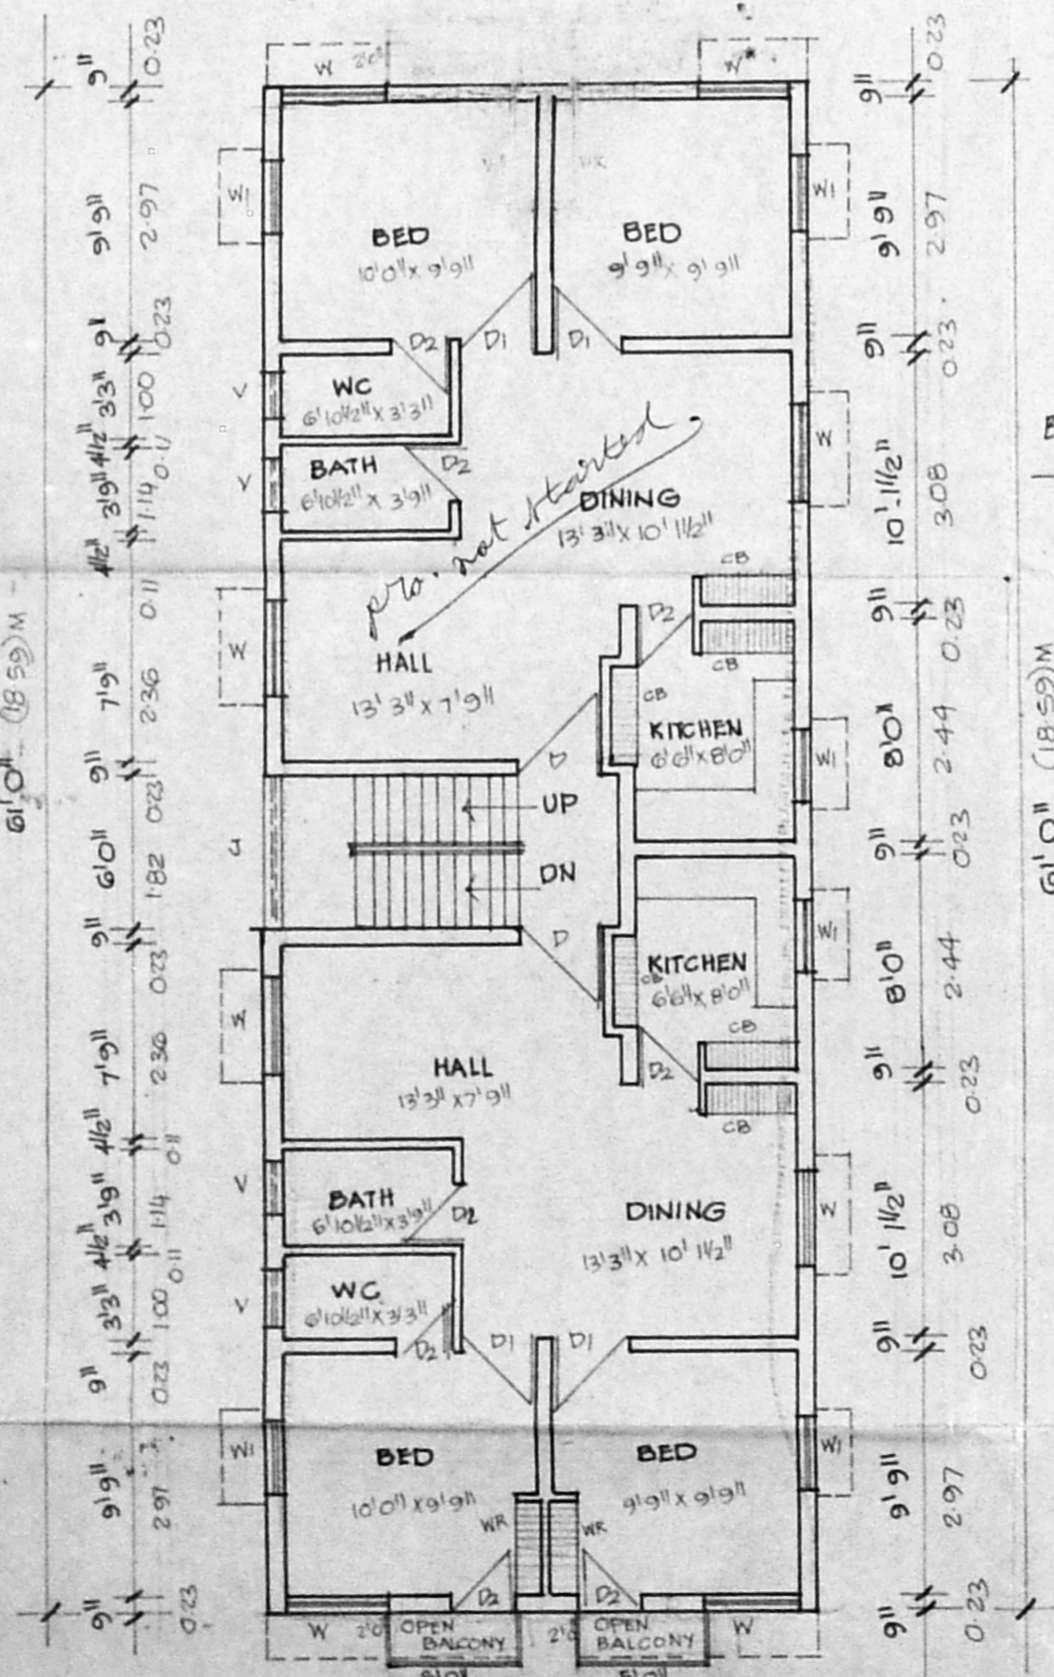 W 2'0"
W
W1
W1
BED
10'0" X 9'9"
BED
9'9" X 9'9"
D2
D1
D1
WC
6'10½" X 3'3"
V
W
BATH
6'10½" X 3'9"
D2
V
pro. not started
DINING
13'3" X 10'1½"
CB
D2
CB
W
HALL
13'3" X 7'9"
CB
KITCHEN
6'6" X 8'0"
W1
D
UP
J
DN
D
KITCHEN
6'6" X 8'0"
CB
W1
CB
W
HALL
13'3" X 7'9"
D2
CB
BATH
6'10½" X 3'9"
D2
V
DINING
13'3" X 10'1½"
W
WC
6'10½" X 3'3"
V
D2
D1
D1
W1
BED
10'0" X 9'9"
BED
9'9" X 9'9"
W1
WR
WR
D2
D2
W
2'0"
OPEN
BALCONY
2'0"
OPEN
BALCONY
W
5'0"
5'0"
9" 0.23
9'9" 2.97
9" 0.23
3'3" 1.00
4½" 0.11
3'9" 1.14
4½" 0.11
7'9" 2.36
9" 0.23
6'0" 1.82
9" 0.23
7'9" 2.36
4½" 0.11
3'9" 1.14
4½" 0.11
3'3" 1.00
9" 0.23
9'9" 2.97
9" 0.23
61'0" (18.59)M
9" 0.23
9'9" 2.97
9" 0.23
10'-1½" 3.08
9" 0.23
8'0" 2.44
9" 0.23
8'0" 2.44
9" 0.23
10' 1½" 3.08
9" 0.23
9'9" 2.97
9" 0.23
61'0" (18.59)M